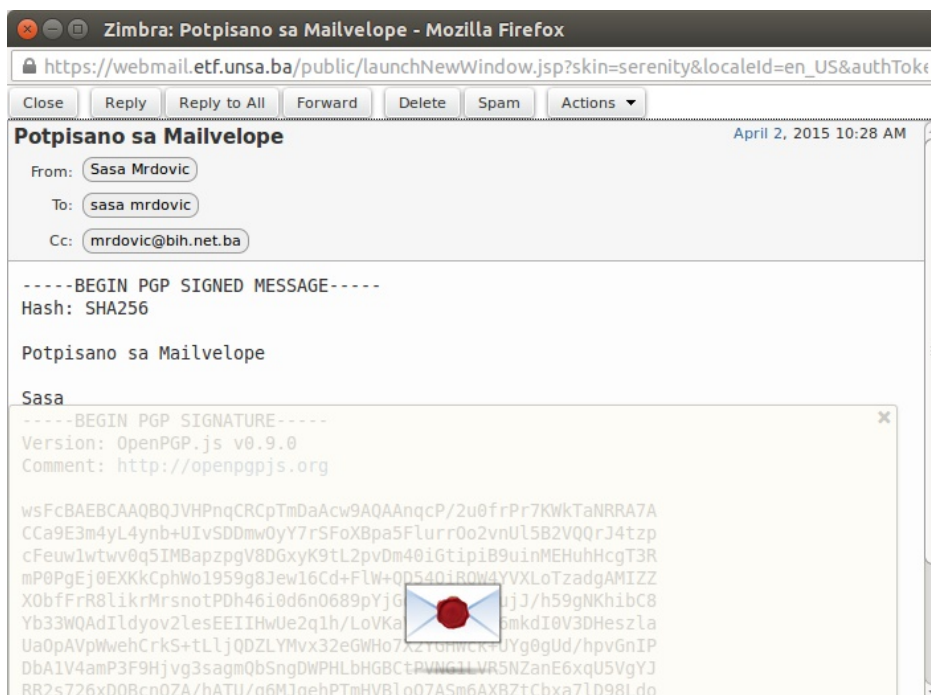 Zimbra: Potpisano sa Mailvelope - Mozilla Firefox
https://webmail.etf.unsa.ba/public/launchNewWindow.jsp?skin=serenity&localeId=en_US&authToke
Close Reply Reply to All Forward Delete Spam Actions
Potpisano sa Mailvelope April 2, 2015 10:28 AM
From: Sasa Mrdovic
To: sasa mrdovic
Cc: mrdovic@bih.net.ba
-----BEGIN PGP SIGNED MESSAGE-----
Hash: SHA256
Potpisano sa Mailvelope
Sasa
-----BEGIN PGP SIGNATURE-----
Version: OpenPGP.js v0.9.0
Comment: http://openpgpjs.org
wsFcBAEBCAAQBQJVHPnqCRCpTmDaAcw9AQAAnqcP/2u0frPr7KWkTaNRRA7A
CCa9E3m4yL4ynb+UIvSDDmwOyY7rSFoXBpa5FlurrOo2vnUl5B2VQQrJ4tzp
cFeuw1wtwv0q5IMBapzpgV8DGxyK9tL2pvDm40iGtipiB9uinMEHuhHcgT3R